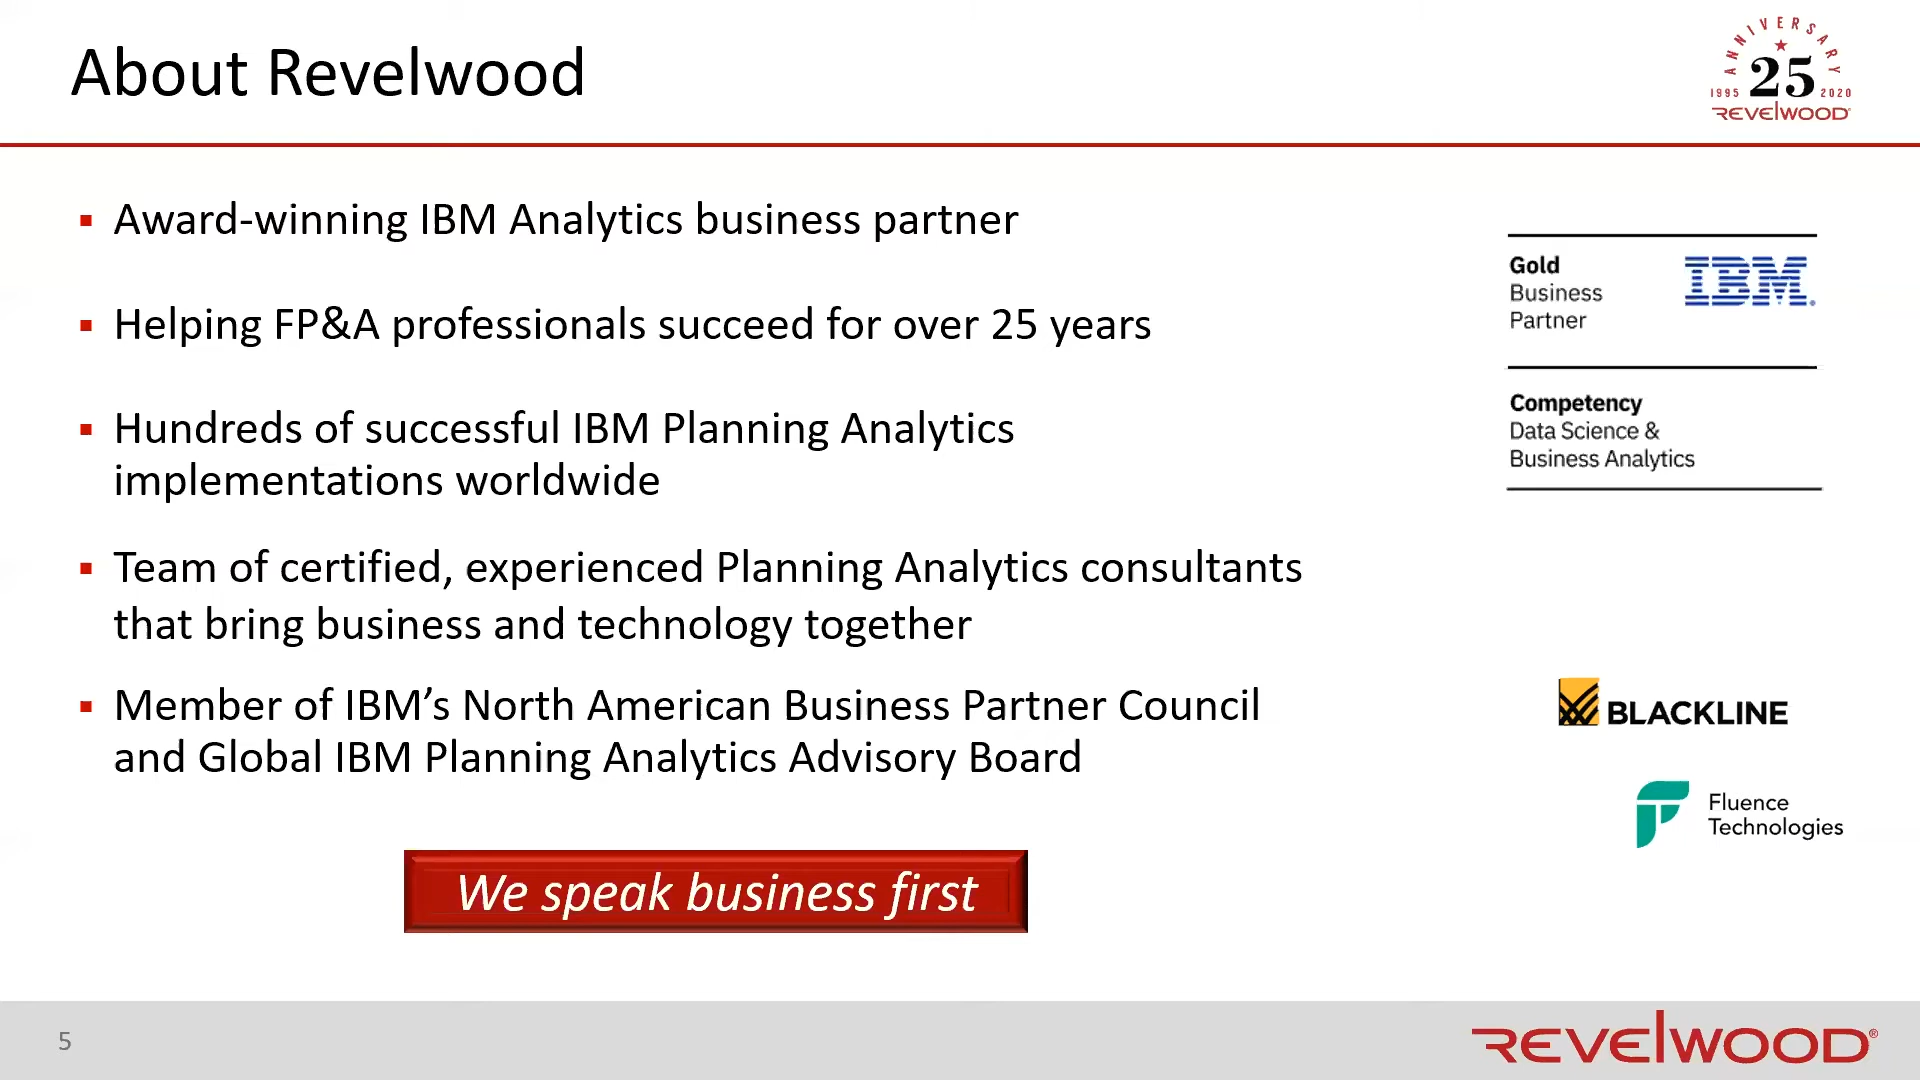 About Revelwood
ANNIVERSARY
1995 25 2020
REVELWOOD
Award-winning IBM Analytics business partner
Helping FP&A professionals succeed for over 25 years
Hundreds of successful IBM Planning Analytics
implementations worldwide
Team of certified, experienced Planning Analytics consultants
that bring business and technology together
Member of IBM’s North American Business Partner Council
and Global IBM Planning Analytics Advisory Board
We speak business first
Gold
Business
Partner
IBM®
Competency
Data Science &
Business Analytics
BLACKLINE
Fluence
Technologies
5
REVELWOOD®